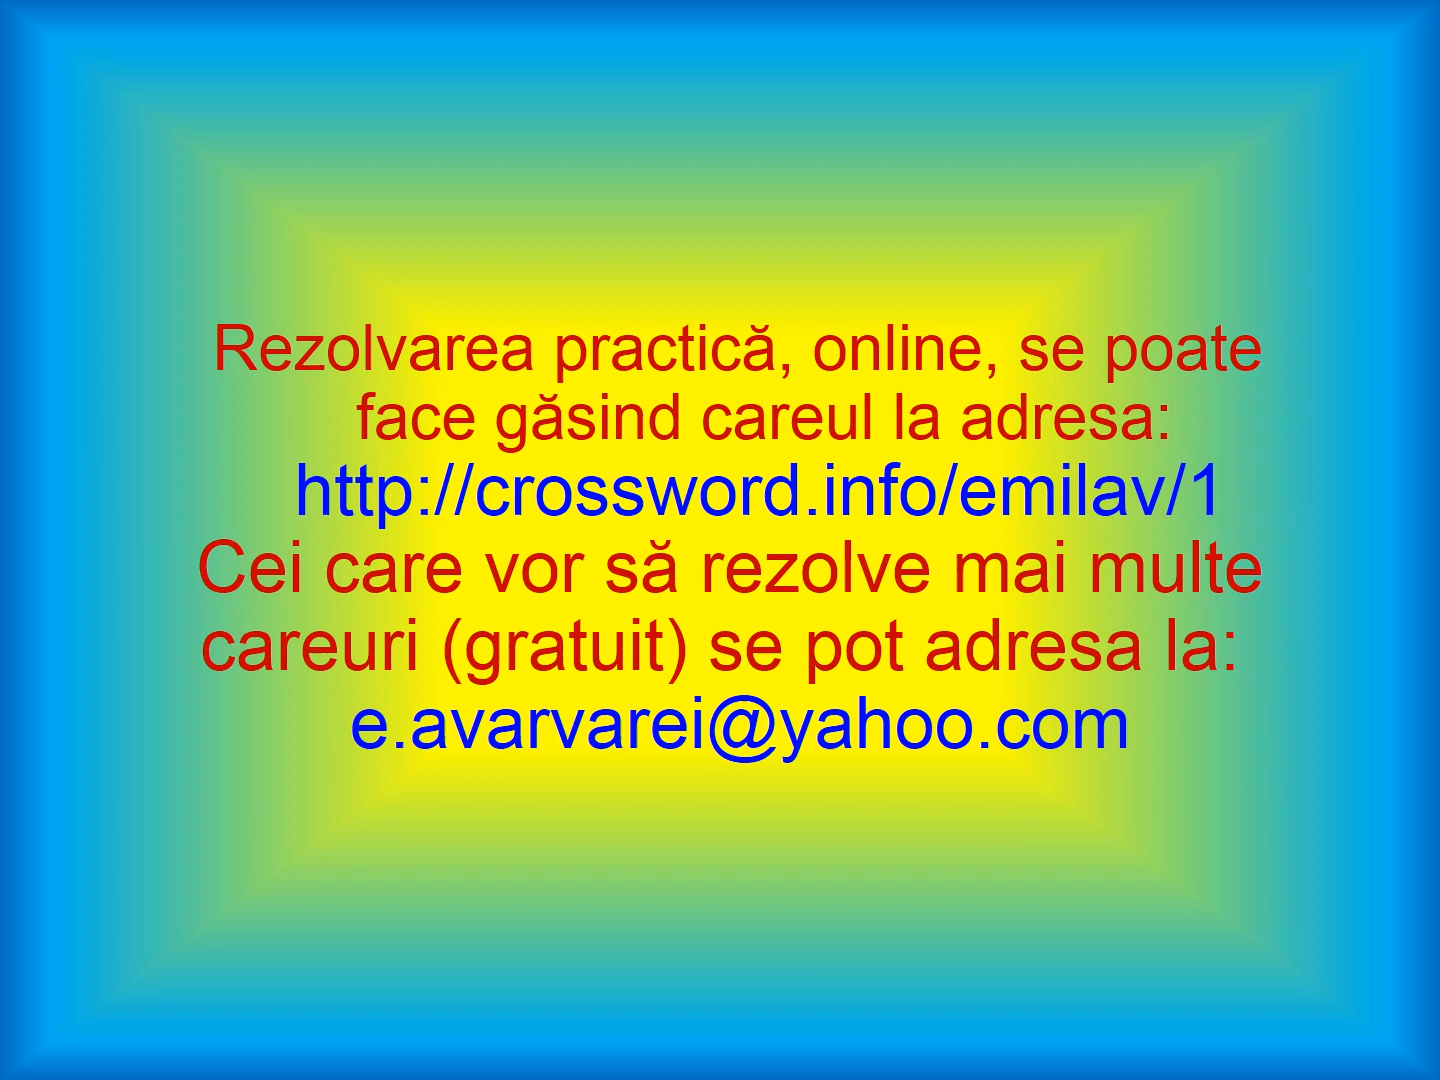 Rezolvarea practică, online, se poate
face găsind careul la adresa:
http://crossword.info/emilav/1
Cei care vor să rezolve mai multe
careuri (gratuit) se pot adresa la:
e.avarvarei@yahoo.com